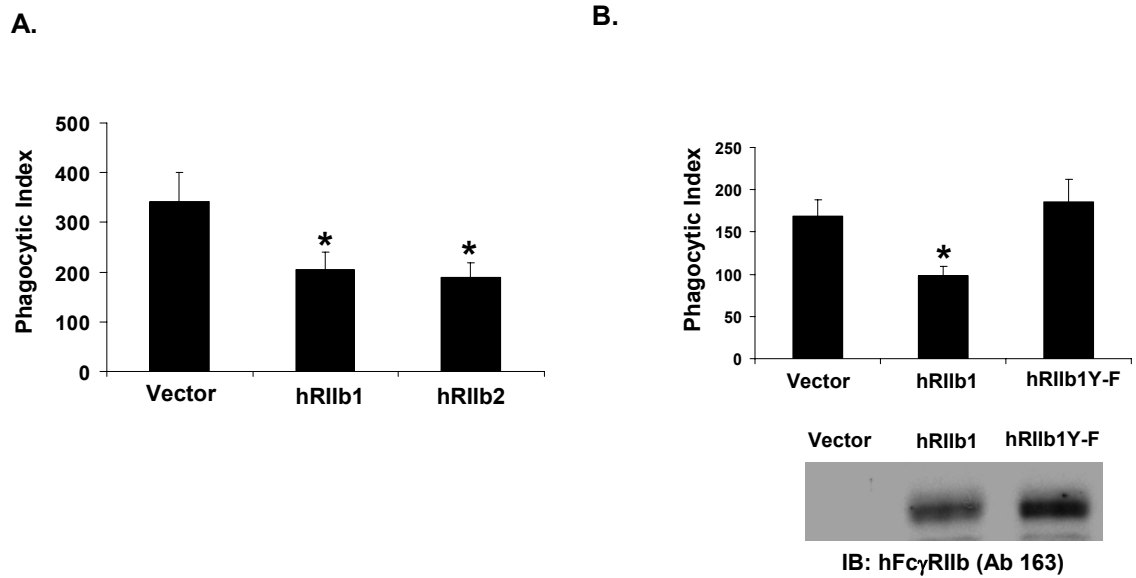 A.
Phagocytic Index
500
400
300
200
100
0
*
*
Vector hRIIb1 hRIIb2
B.
Phagocytic Index
250
200
150
100
50
0
*
Vector hRIIb1 hRIIb1Y-F
Vector hRIIb1 hRIIb1Y-F
IB: hFcγRIIb (Ab 163)